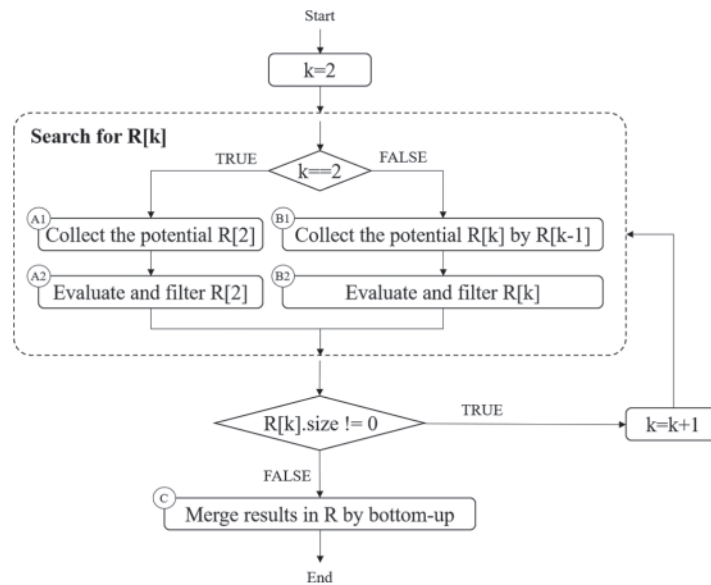 Start
k=2
Search for R[k]
TRUE
FALSE
k==2
A1
Collect the potential R[2]
B1
Collect the potential R[k] by R[k-1]
A2
Evaluate and filter R[2]
B2
Evaluate and filter R[k]
R[k].size != 0
TRUE
k=k+1
FALSE
C
Merge results in R by bottom-up
End